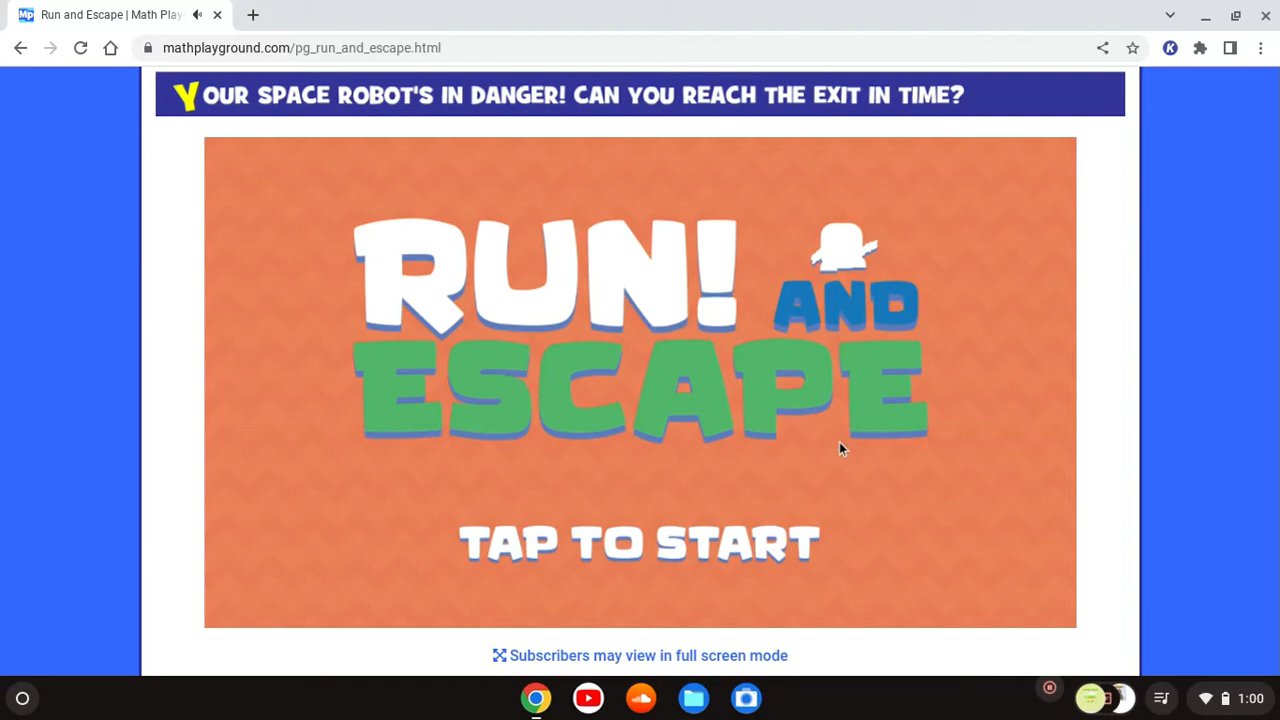 Mp Run and Escape | Math Play
mathplayground.com/pg_run_and_escape.html
K
YOUR SPACE ROBOT'S IN DANGER! CAN YOU REACH THE EXIT IN TIME?
RUN! AND
ESCAPE
TAP TO START
Subscribers may view in full screen mode
1:00